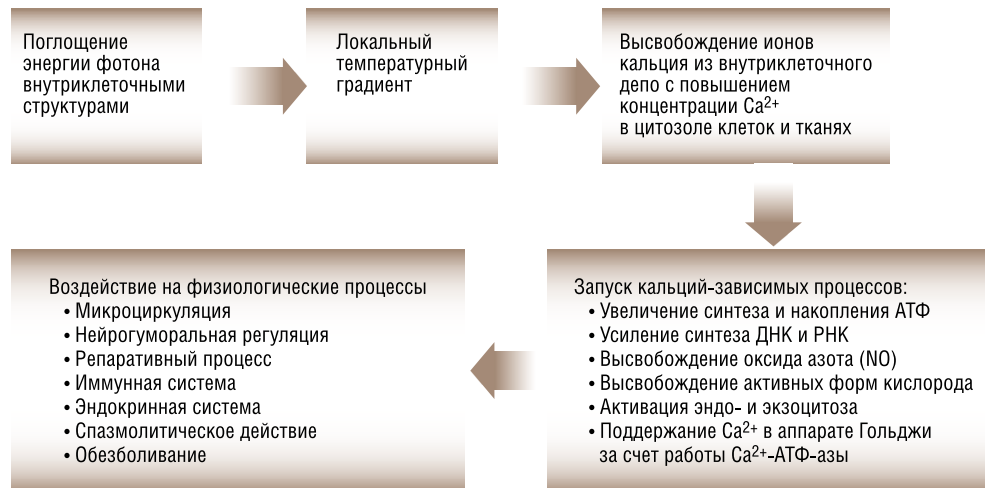 Поглощение
энергии фотона
внутриклеточными
структурами
Локальный
температурный
градиент
Высвобождение ионов
кальция из внутриклеточного
депо с повышением
концентрации Ca²⁺
в цитозоле клеток и тканях
Запуск кальций-зависимых процессов:
• Увеличение синтеза и накопления АТФ
• Усиление синтеза ДНК и РНК
• Высвобождение оксида азота (NO)
• Высвобождение активных форм кислорода
• Активация эндо- и экзоцитоза
• Поддержание Ca²⁺ в аппарате Гольджи
за счет работы Ca²⁺-АТФ-азы
Воздействие на физиологические процессы
• Микроциркуляция
• Нейрогуморальная регуляция
• Репаративный процесс
• Иммунная система
• Эндокринная система
• Спазмолитическое действие
• Обезболивание